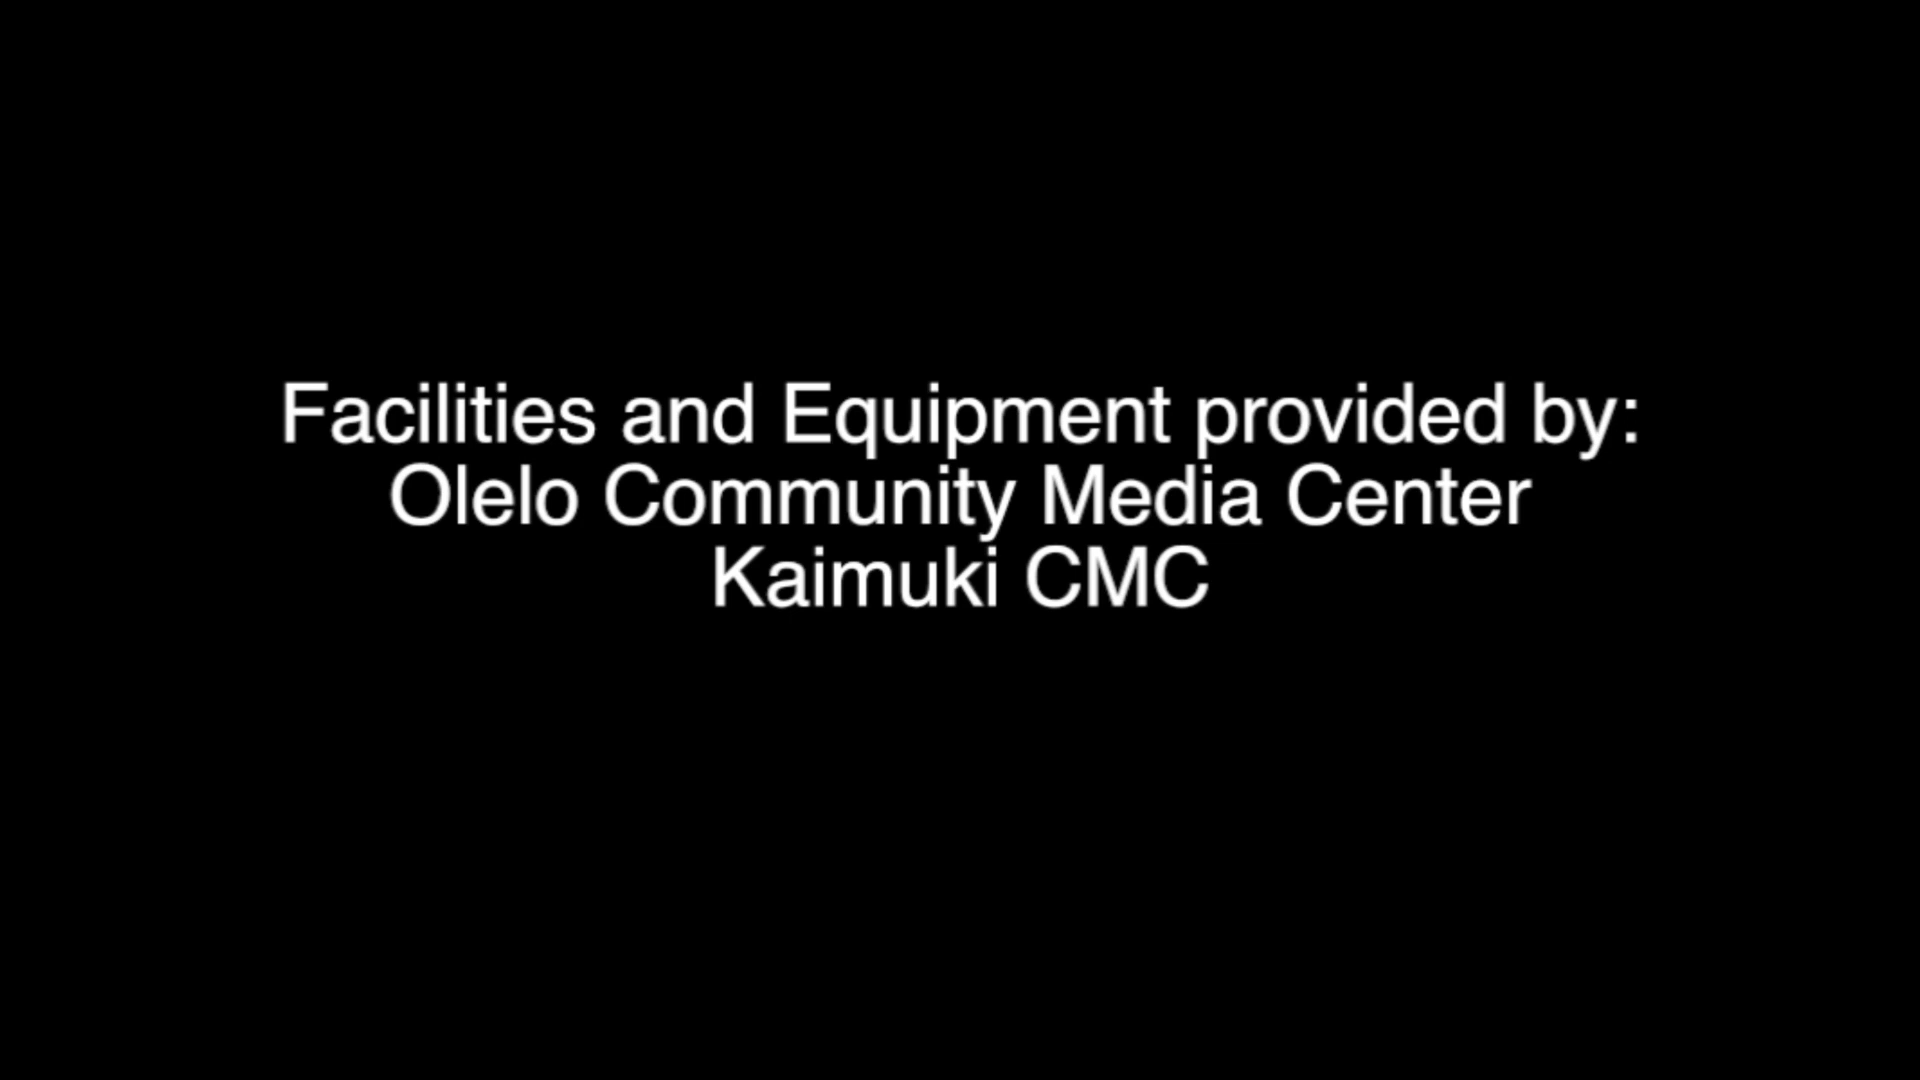 Facilities and Equipment provided by:
Olelo Community Media Center
Kaimuki CMC